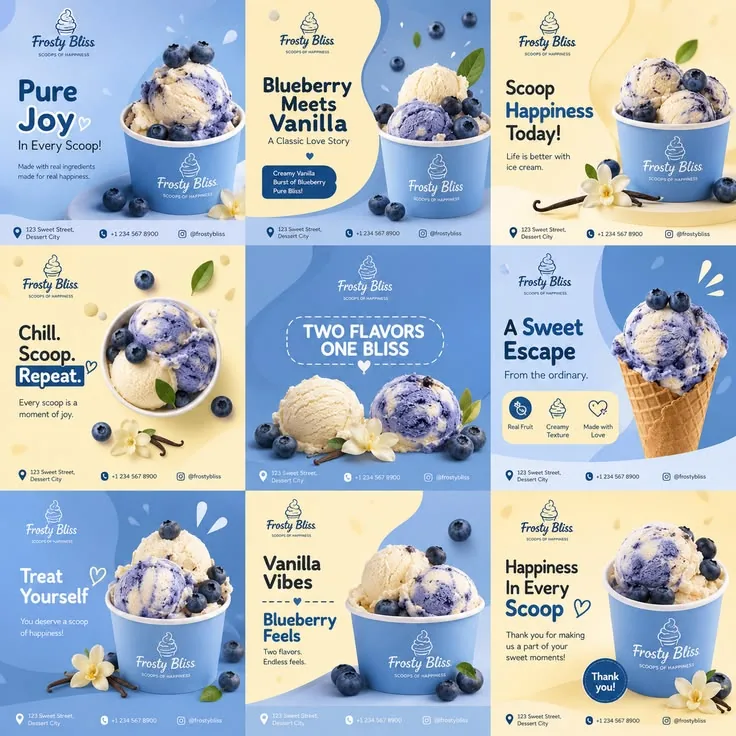 Frosty Bliss
SCOOPS OF HAPPINESS
Pure
Joy
In Every Scoop!
Made with real ingredients
made for real happiness.
Frosty Bliss
SCOOPS OF HAPPINESS
123 Sweet Street,
Dessert City
+1 234 567 8900
@frostybliss
Frosty Bliss
SCOOPS OF HAPPINESS
Blueberry
Meets
Vanilla
A Classic Love Story
Creamy Vanilla
Burst of Blueberry
Pure Bliss!
Frosty Bliss
SCOOPS OF HAPPINESS
123 Sweet Street,
Dessert City
+1 234 567 8900
@frostybliss
Frosty Bliss
SCOOPS OF HAPPINESS
Scoop
Happiness
Today!
Life is better with
ice cream.
Frosty Bliss
SCOOPS OF HAPPINESS
123 Sweet Street,
Dessert City
+1 234 567 8900
@frostybliss
Frosty Bliss
SCOOPS OF HAPPINESS
Chill.
Scoop.
Repeat.
Every scoop is a
moment of joy.
123 Sweet Street,
Dessert City
+1 234 567 8900
@frostybliss
Frosty Bliss
SCOOPS OF HAPPINESS
TWO FLAVORS
ONE BLISS
123 Sweet Street,
Dessert City
+1 234 567 8900
@frostybliss
Frosty Bliss
SCOOPS OF HAPPINESS
A Sweet
Escape
From the ordinary.
Real Fruit
Creamy
Texture
Made with
Love
123 Sweet Street,
Dessert City
+1 234 567 8900
@frostybliss
Frosty Bliss
SCOOPS OF HAPPINESS
Treat
Yourself
You deserve a scoop
of happiness!
Frosty Bliss
SCOOPS OF HAPPINESS
123 Sweet Street,
Dessert City
+1 234 567 8900
@frostybliss
Frosty Bliss
SCOOPS OF HAPPINESS
Vanilla
Vibes
Blueberry
Feels
Two flavors.
Endless feels.
Frosty Bliss
SCOOPS OF HAPPINESS
123 Sweet Street,
Dessert City
+1 234 567 8900
@frostybliss
Frosty Bliss
SCOOPS OF HAPPINESS
Happiness
In Every
Scoop
Thank you for making
us a part of your
sweet moments!
Thank
you!
Frosty Bliss
SCOOPS OF HAPPINESS
123 Sweet Street,
Dessert City
+1 234 567 8900
@frostybliss